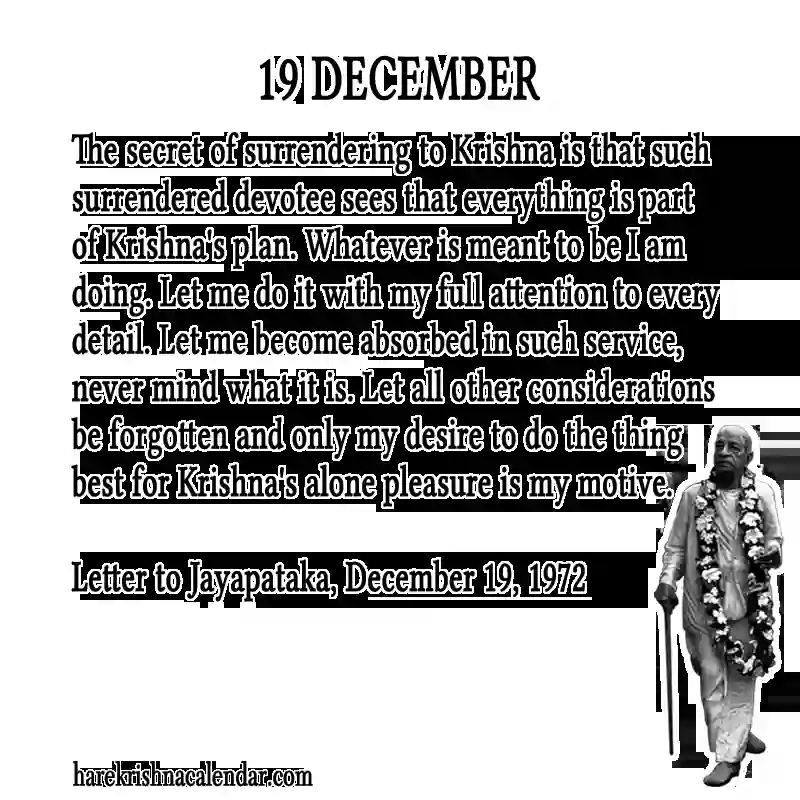 19 DECEMBER
The secret of surrendering to Krishna is that such
surrendered devotee sees that everything is part
of Krishna's plan. Whatever is meant to be I am
doing. Let me do it with my full attention to every
detail. Let me become absorbed in such service,
never mind what it is. Let all other considerations
be forgotten and only my desire to do the thing
best for Krishna's alone pleasure is my motive.
Letter to Jayapataka, December 19, 1972
harekrishnacalendar.com